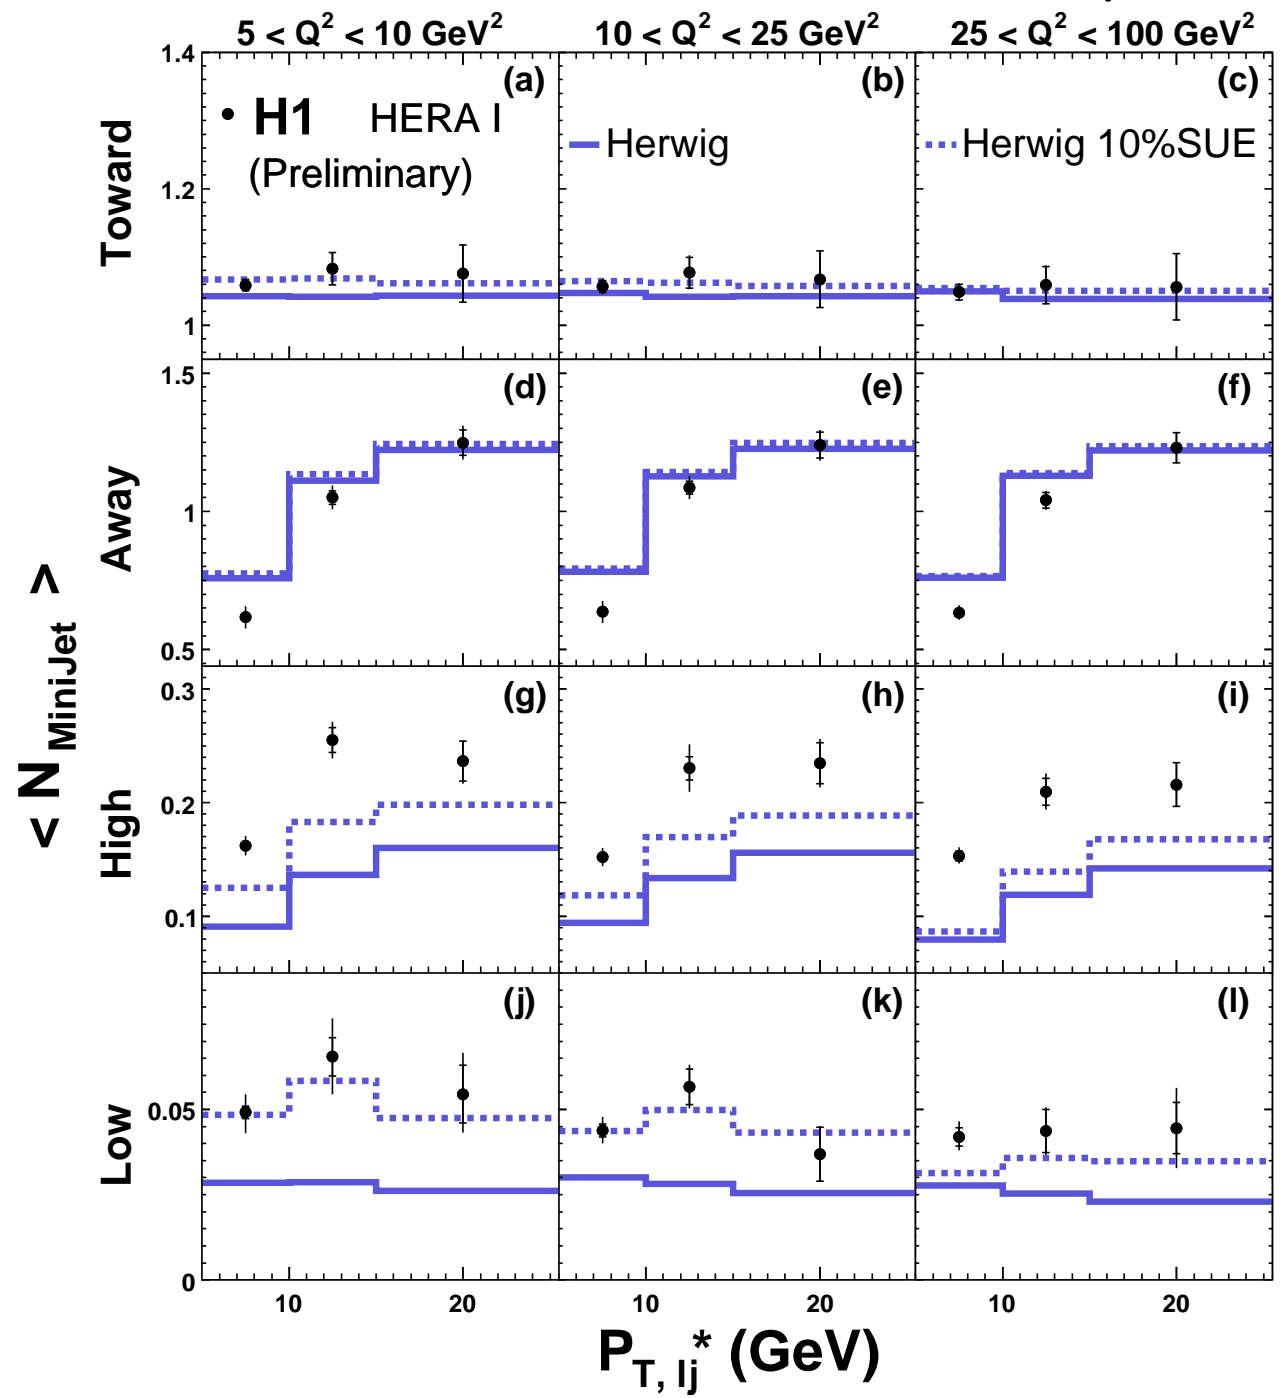 5 < Q² < 10 GeV²
10 < Q² < 25 GeV²
25 < Q² < 100 GeV²
1.4
(a)
(b)
(c)
H1 HERA I
(Preliminary)
Herwig
Herwig 10%SUE
Toward
1.2
1
1.5
(d)
(e)
(f)
Away
1
0.5
< N MiniJet >
0.3
(g)
(h)
(i)
High
0.2
0.1
(j)
(k)
(l)
Low
0.05
0
10
20
10
20
10
20
P T, lj * (GeV)